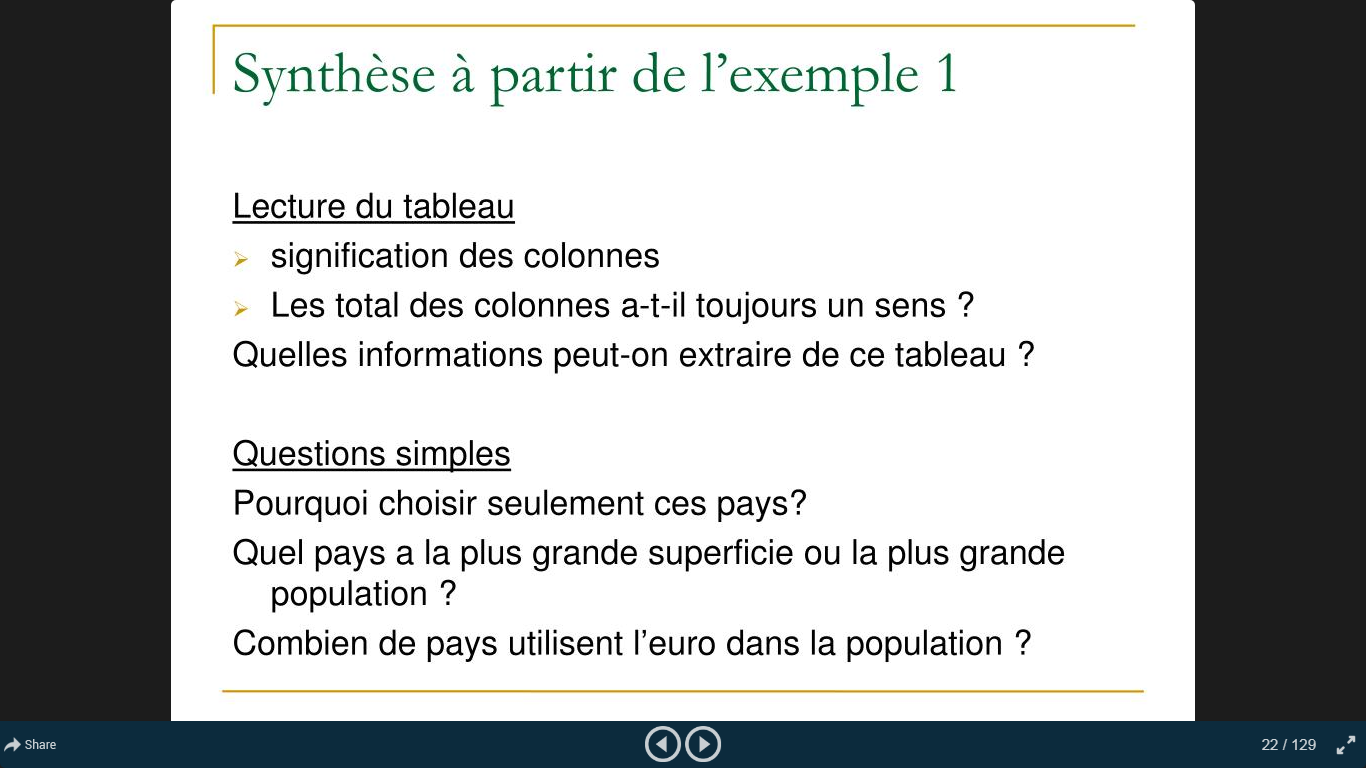 Synthèse à partir de l’exemple 1
Lecture du tableau
signification des colonnes
Les total des colonnes a-t-il toujours un sens ?
Quelles informations peut-on extraire de ce tableau ?
Questions simples
Pourquoi choisir seulement ces pays?
Quel pays a la plus grande superficie ou la plus grande
population ?
Combien de pays utilisent l’euro dans la population ?
Share
22 / 129